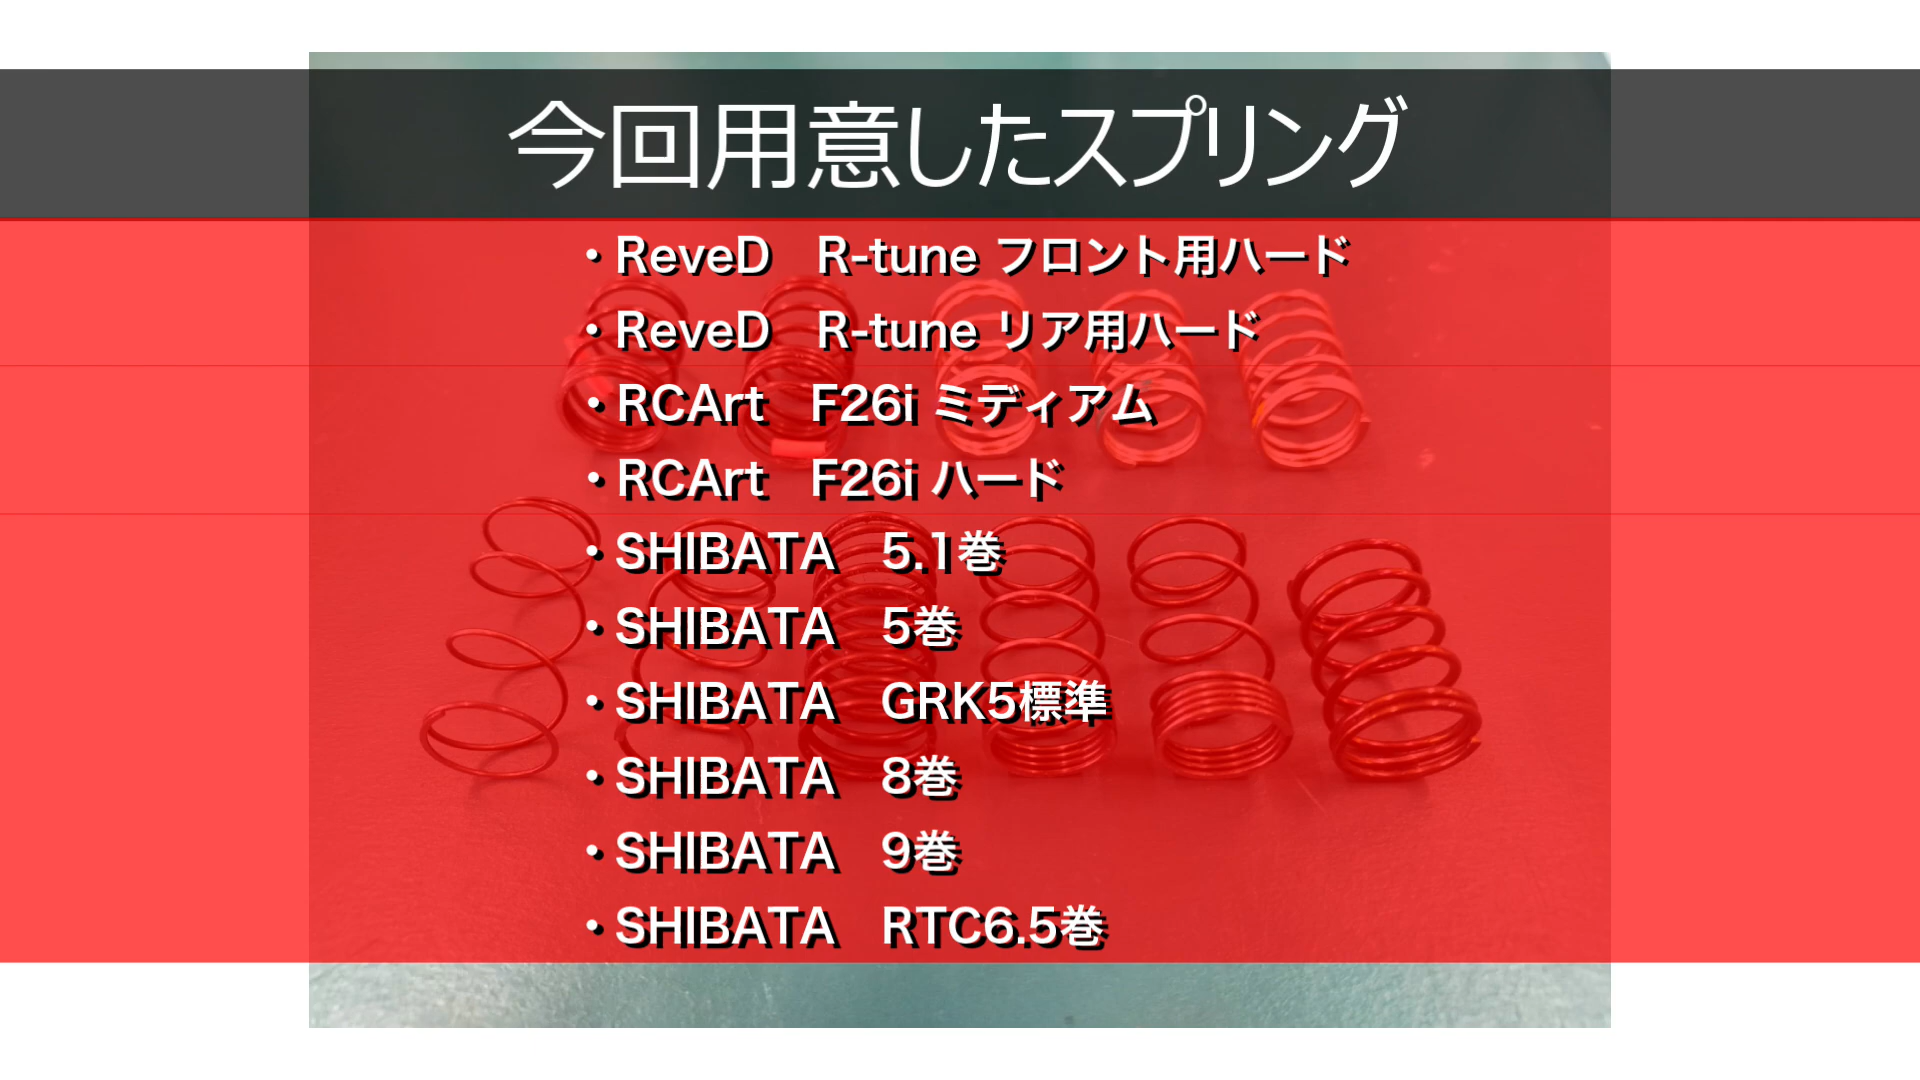 今回用意したスプリング
・ReveD　R-tune フロント用ハード
・ReveD　R-tune リア用ハード
・RCArt　F26i ミディアム
・RCArt　F26i ハード
・SHIBATA　5.1巻
・SHIBATA　5巻
・SHIBATA　GRK5標準
・SHIBATA　8巻
・SHIBATA　9巻
・SHIBATA　RTC6.5巻